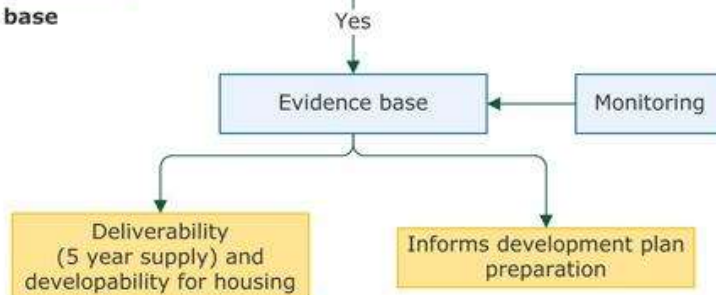 base
Yes
Evidence base
Monitoring
Deliverability
(5 year supply) and
developability for housing
Informs development plan
preparation